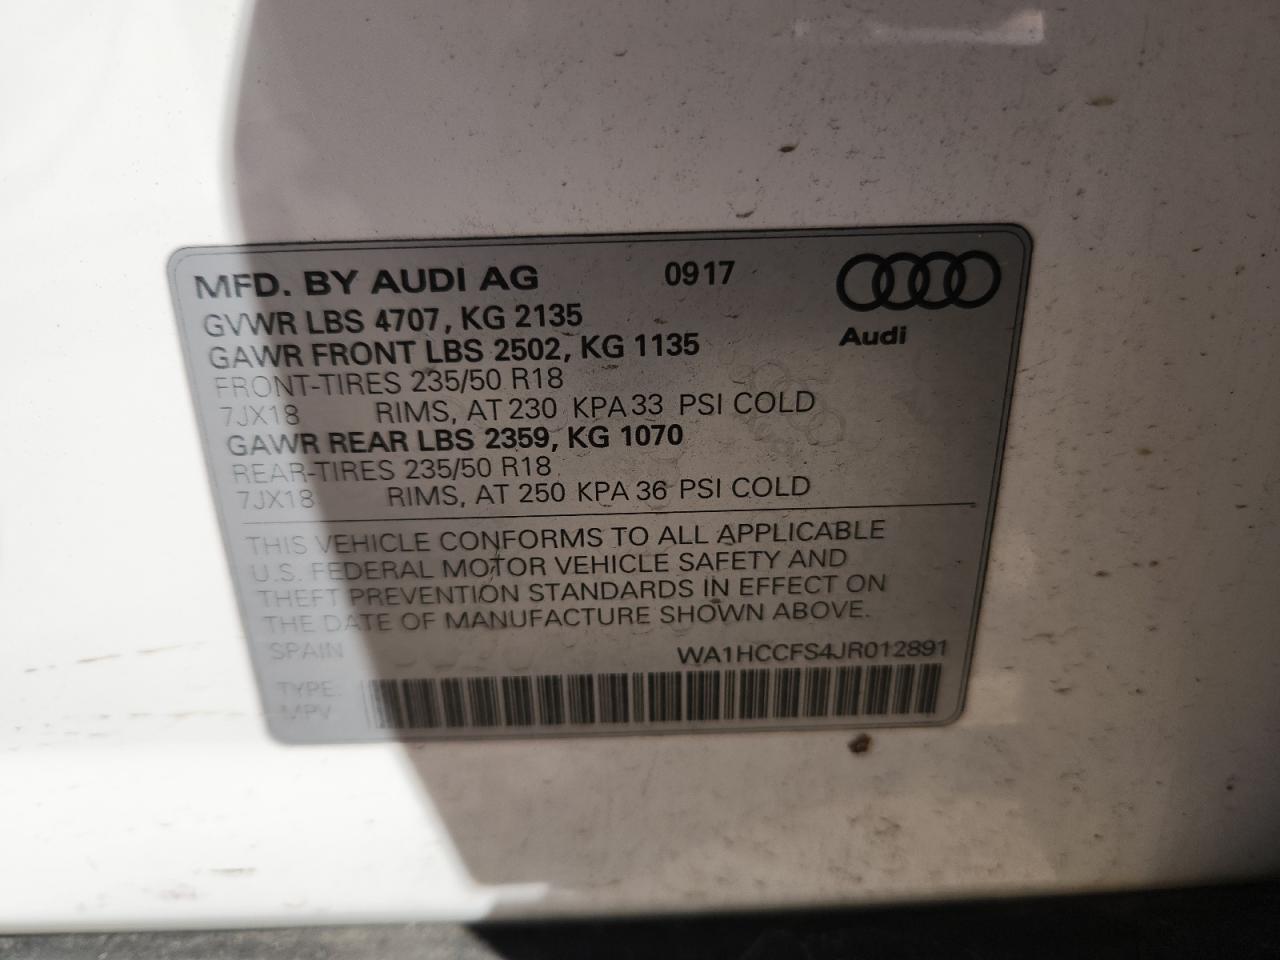 MFD. BY AUDI AG 0917
GVWR LBS 4707, KG 2135
GAWR FRONT LBS 2502, KG 1135
Audi
FRONT-TIRES 235/50 R18
7JX18 RIMS, AT 230 KPA 33 PSI COLD
GAWR REAR LBS 2359, KG 1070
REAR-TIRES 235/50 R18
7JX18 RIMS, AT 250 KPA 36 PSI COLD
THIS VEHICLE CONFORMS TO ALL APPLICABLE
U.S. FEDERAL MOTOR VEHICLE SAFETY AND
THEFT PREVENTION STANDARDS IN EFFECT ON
THE DATE OF MANUFACTURE SHOWN ABOVE.
SPAIN WA1HCCFS4JR012891
TYPE:
MPV